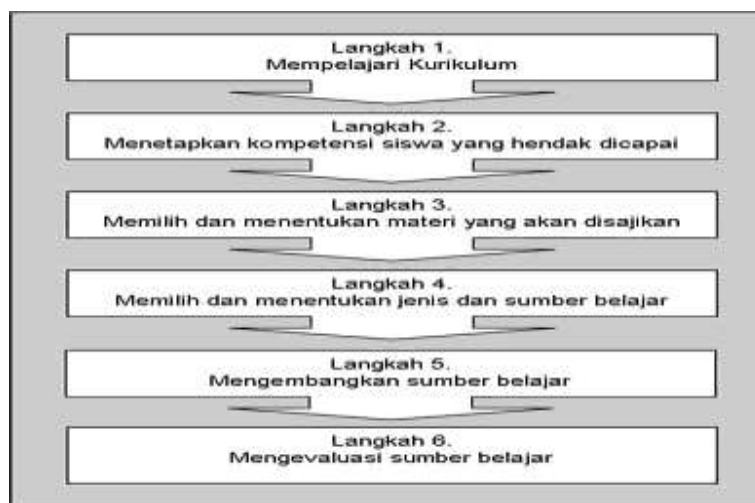 Langkah 1.
Mempelajari Kurikulum
Langkah 2.
Menetapkan kompetensi siswa yang hendak dicapai
Langkah 3.
Memilih dan menentukan materi yang akan disajikan
Langkah 4.
Memilih dan menentukan jenis dan sumber belajar
Langkah 5.
Mengembangkan sumber belajar
Langkah 6.
Mengevaluasi sumber belajar